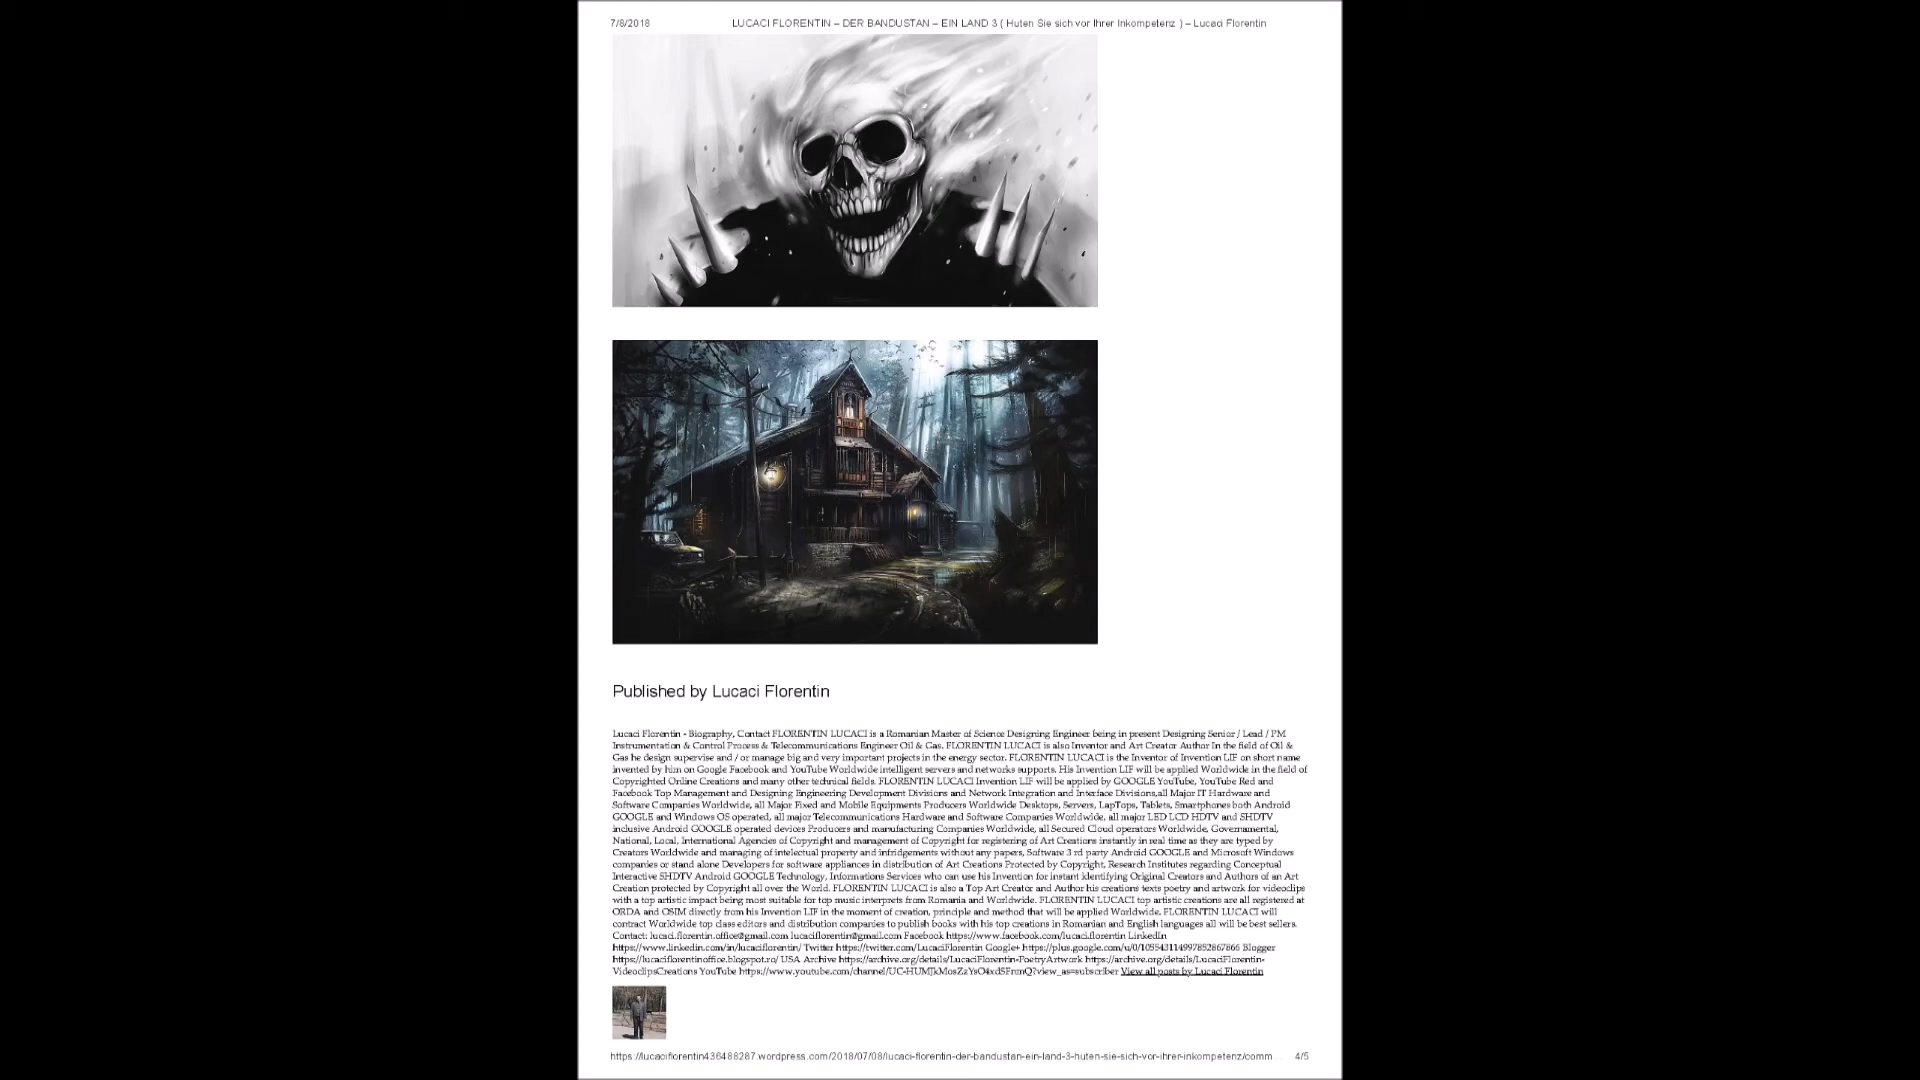 7/8/2018 LUCACI FLORENTIN – DER BANDUSTAN – EIN LAND 3 ( Huten Sie sich vor Ihrer Inkompetenz ) – Lucaci Florentin
Published by Lucaci Florentin
Lucaci Florentin - Biography, Contact FLORENTIN LUCACI is a Romanian Master of Science Designing Engineer being in present Designing Senior / Lead / PM
Instrumentation & Control Process & Telecommunications Engineer Oil & Gas. FLORENTIN LUCACI is also Inventor and Art Creator Author In the field of Oil &
Gas he design supervise and / or manage big and very important projects in the energy sector. FLORENTIN LUCACI is the Inventor of Invention LIF on short name
invented by him on Google Facebook and YouTube Worldwide intelligent servers and networks supports. His Invention LIF will be applied Worldwide in the field of
Copyrighted Online Creations and many other technical fields. FLORENTIN LUCACI Invention LIF will be applied by GOOGLE YouTube, YouTube Red and
Facebook Top Management and Designing Engineering Development Divisions and Network Integration and Interface Divisions,all Major IT Hardware and
Software Companies Worldwide, all Major Fixed and Mobile Equipments Producers Worldwide Desktops, Servers, LapTops, Tablets, Smartphones both Android
GOOGLE and Windows OS operated, all major Telecommunications Hardware and Software Companies Worldwide, all major LED LCD HDTV and SHDTV
inclusive Android GOOGLE operated devices Producers and manufacturing Companies Worldwide, all Secured Cloud operators Worldwide, Governamental,
National, Local, International Agencies of Copyright and management of Copyright for registering of Art Creations instantly in real time as they are typed by
Creators Worldwide and managing of intelectual property and infridgements without any papers, Software 3 rd party Android GOOGLE and Microsoft Windows
companies or stand alone Developers for software appliances in distribution of Art Creations Protected by Copyright, Research Institutes regarding Conceptual
Interactive SHDTV Android GOOGLE Technology, Informations Services who can use his Invention for instant identifying Original Creators and Authors of an Art
Creation protected by Copyright all over the World. FLORENTIN LUCACI is also a Top Art Creator and Author his creations texts poetry and artwork for videoclips
with a top artistic impact being most suitable for top music interprets from Romania and Worldwide. FLORENTIN LUCACI top artistic creations are all registered at
ORDA and OSIM directly from his Invention LIF in the moment of creation, principle and method that will be applied Worldwide. FLORENTIN LUCACI will
contract Worldwide top class editors and distribution companies to publish books with his top creations in Romanian and English languages all will be best sellers.
Contact: lucaci.florentin.office@gmail.com lucaciflorentin@gmail.com Facebook https://www.facebook.com/lucaci.florentin LinkedIn
https://www.linkedin.com/in/lucaciflorentin/ Twitter https://twitter.com/LucaciFlorentin Google+ https://plus.google.com/u/0/105543114997852867866 Blogger
https://lucaciflorentinoffice.blogspot.ro/ USA Archive https://archive.org/details/LucaciFlorentin-PoetryArtwork https://archive.org/details/LucaciFlorentin-
VideoclipsCreations YouTube https://www.youtube.com/channel/UC-HUMJkMosZzYsO4xdSFnmQ?view_as=subscriber View all posts by Lucaci Florentin
https://lucaciflorentin436488287.wordpress.com/2018/07/08/lucaci-florentin-der-bandustan-ein-land-3-huten-sie-sich-vor-ihrer-inkompetenz/comm… 4/5